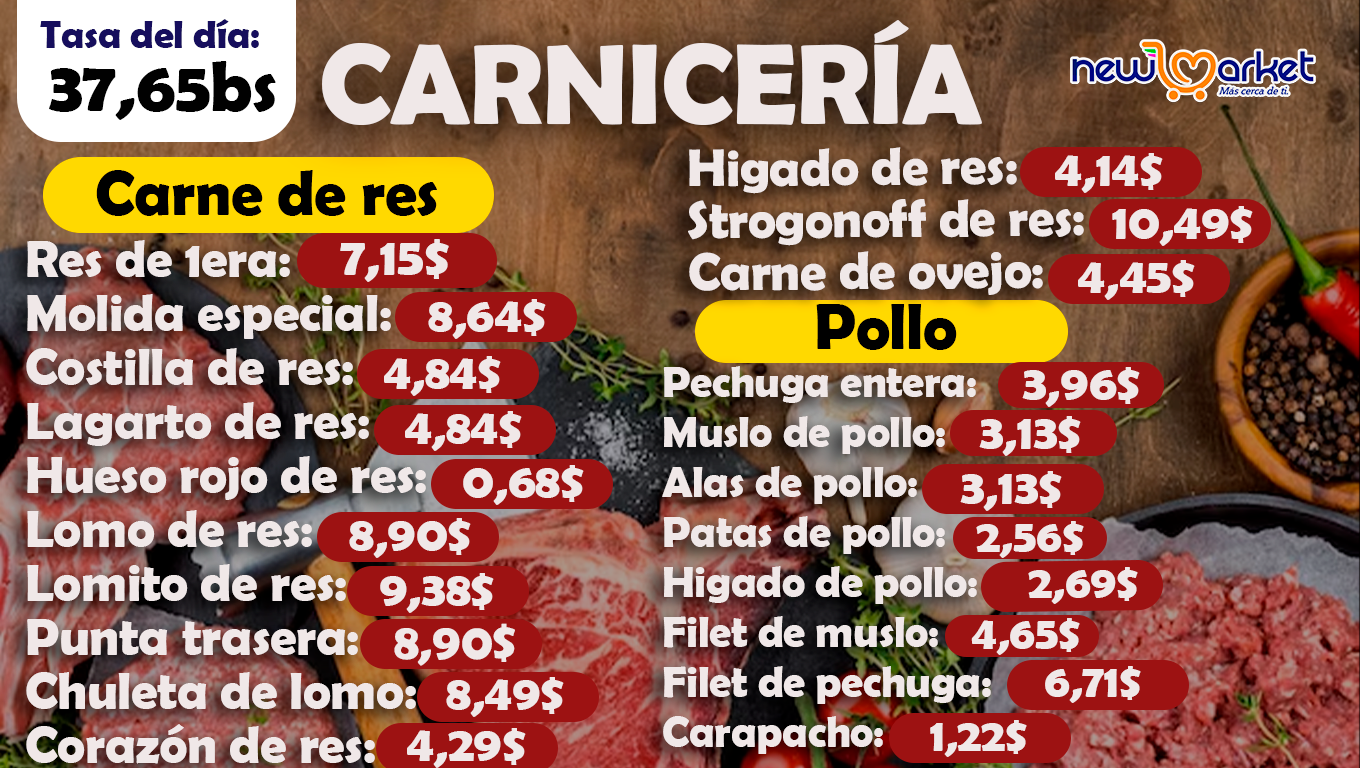 Tasa del día:
37,65bs
CARNICERÍA
new market
Más cerca de ti.
Carne de res
Res de 1era: 7,15$
Molida especial: 8,64$
Costilla de res: 4,84$
Lagarto de res: 4,84$
Hueso rojo de res: 0,68$
Lomo de res: 8,90$
Lomito de res: 9,38$
Punta trasera: 8,90$
Chuleta de lomo: 8,49$
Corazón de res: 4,29$
Higado de res: 4,14$
Strogonoff de res: 10,49$
Carne de ovejo: 4,45$
Pollo
Pechuga entera: 3,96$
Muslo de pollo: 3,13$
Alas de pollo: 3,13$
Patas de pollo: 2,56$
Higado de pollo: 2,69$
Filet de muslo: 4,65$
Filet de pechuga: 6,71$
Carapacho: 1,22$